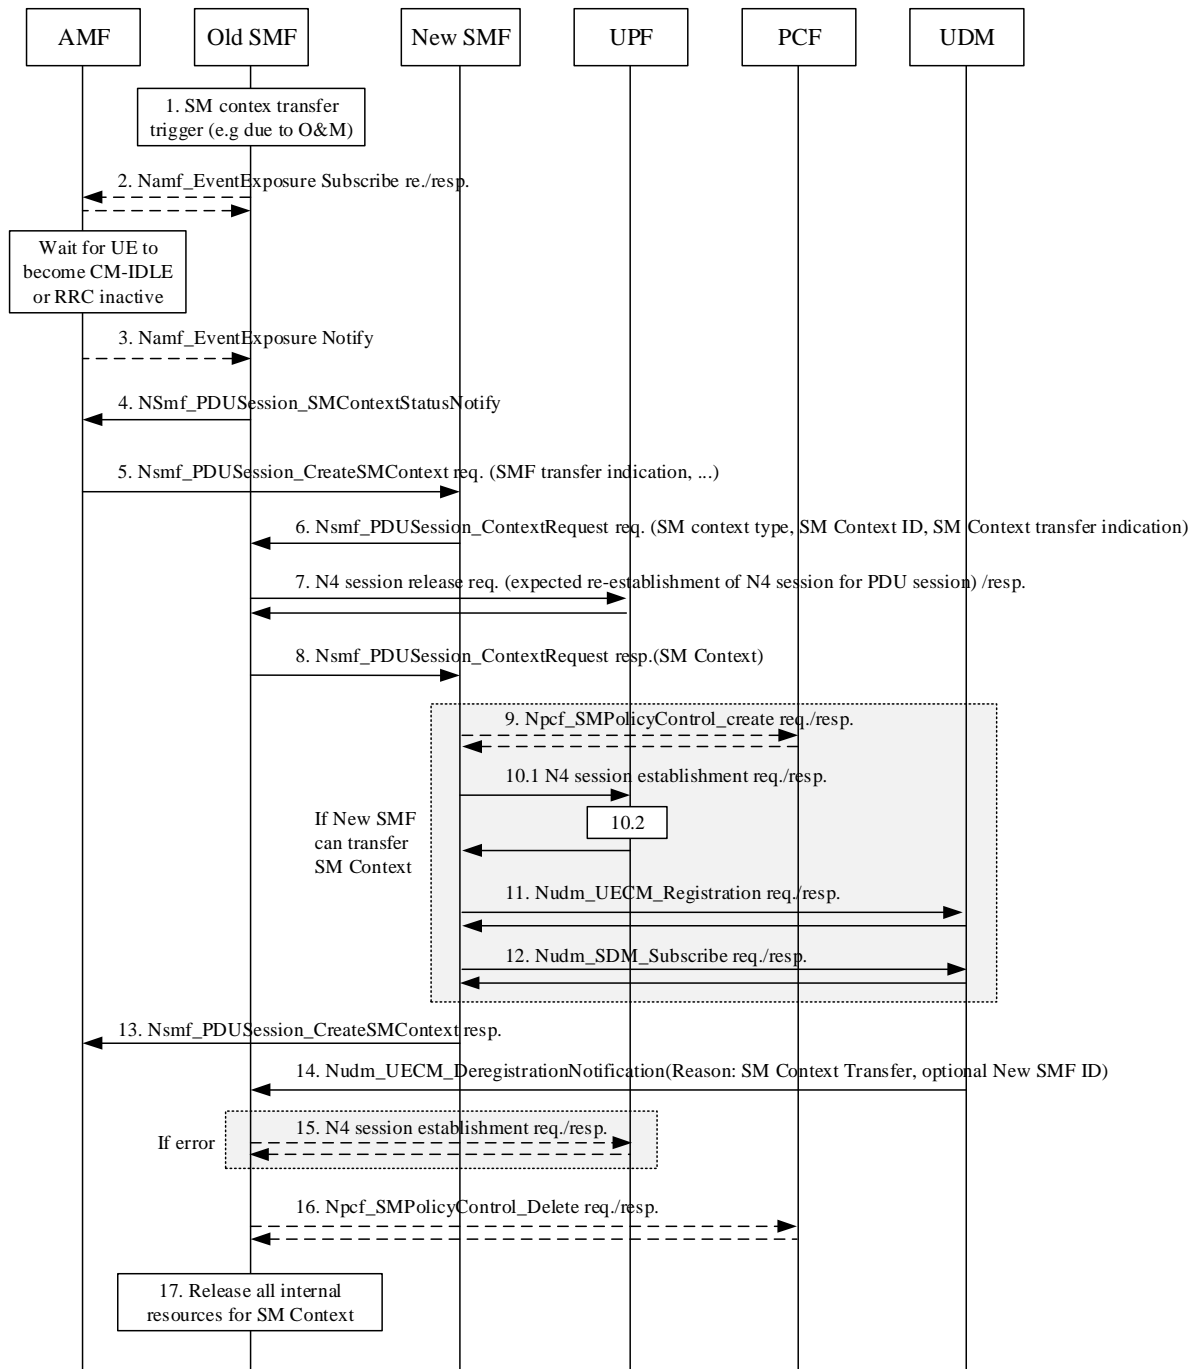 AMF
Old SMF
New SMF
UPF
PCF
UDM
1. SM contex transfer
trigger (e.g due to O&M)
2. Namf_EventExposure Subscribe re./resp.
Wait for UE to
become CM-IDLE
or RRC inactive
3. Namf_EventExposure Notify
4. NSmf_PDUSession_SMContextStatusNotify
5. Nsmf_PDUSession_CreateSMContext req. (SMF transfer indication, ...)
6. Nsmf_PDUSession_ContextRequest req. (SM context type, SM Context ID, SM Context transfer indication)
7. N4 session release req. (expected re-establishment of N4 session for PDU session) /resp.
8. Nsmf_PDUSession_ContextRequest resp.(SM Context)
9. Npcf_SMPolicyControl_create req./resp.
10.1 N4 session establishment req./resp.
If New SMF
can transfer
SM Context
10.2
11. Nudm_UECM_Registration req./resp.
12. Nudm_SDM_Subscribe req./resp.
13. Nsmf_PDUSession_CreateSMContext resp.
14. Nudm_UECM_DeregistrationNotification(Reason: SM Context Transfer, optional New SMF ID)
If error
15. N4 session establishment req./resp.
16. Npcf_SMPolicyControl_Delete req./resp.
17. Release all internal
resources for SM Context